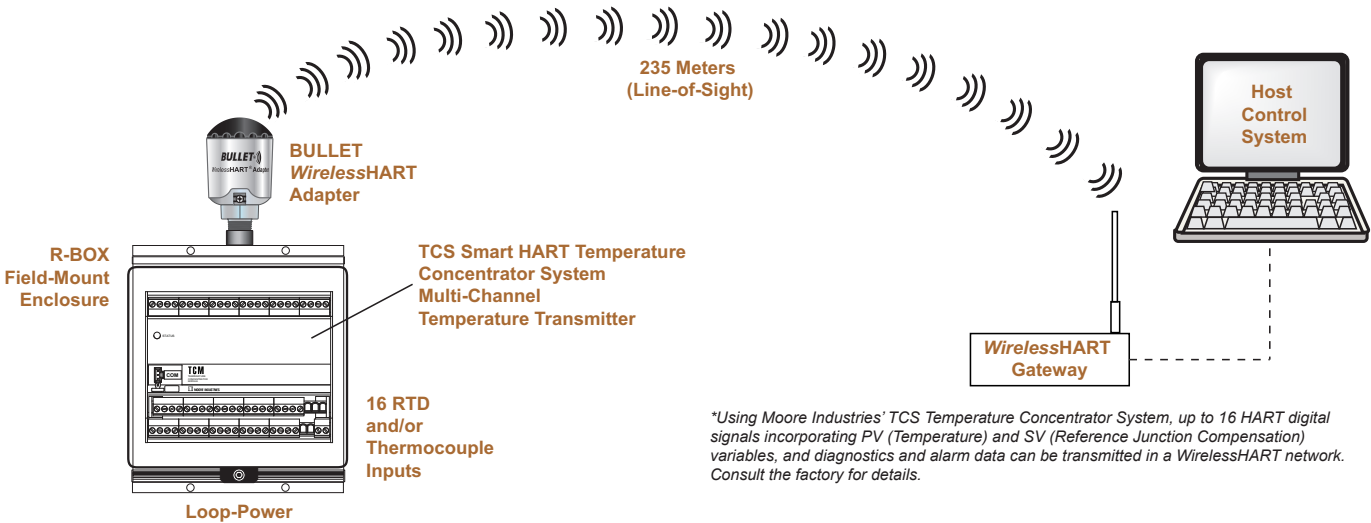 235 Meters
(Line-of-Sight)
Host
Control
System
BULLET
WirelessHART® Adapter
BULLET
WirelessHART
Adapter
R-BOX
Field-Mount
Enclosure
TCS Smart HART Temperature
Concentrator System
Multi-Channel
Temperature Transmitter
STATUS
COM
TCM
MOORE INDUSTRIES
16 RTD
and/or
Thermocouple
Inputs
Loop-Power
WirelessHART
Gateway
*Using Moore Industries’ TCS Temperature Concentrator System, up to 16 HART digital
signals incorporating PV (Temperature) and SV (Reference Junction Compensation)
variables, and diagnostics and alarm data can be transmitted in a WirelessHART network.
Consult the factory for details.